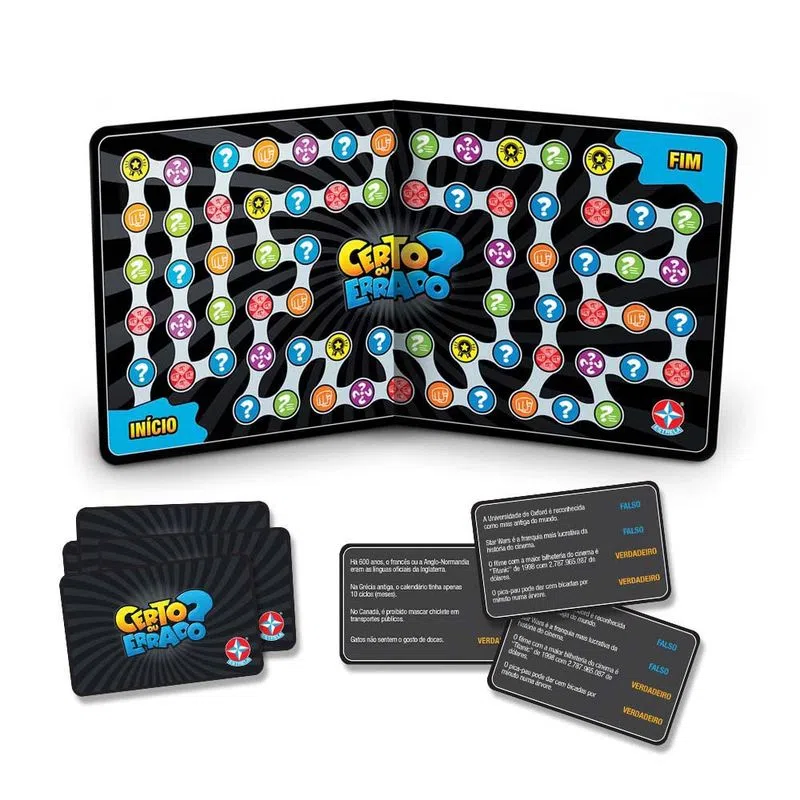 FIM
CERTO
OU
ERRADO?
INÍCIO
ESTRELA
CERTO
OU
ERRADO?
ESTRELA
ESTRELA
A Universidade de Oxford é reconhecida
como mais antiga do mundo.
FALSO
Star Wars é a franquia mais lucrativa da
história do cinema.
FALSO
O filme com a maior bilheteria do cinema é
"Titanic" de 1998 com 2.787.965.087 de
dólares.
VERDADEIRO
O pica-pau pode dar cem bicadas por
minuto numa árvore.
VERDADEIRO
Há 600 anos, o francês ou a Anglo-Normandia
eram as línguas oficiais da Inglaterra.
Na Grécia antiga, o calendário tinha apenas
10 ciclos (meses).
No Canadá, é proibido mascar chiclete em
transportes públicos.
Gatos não sentem o gosto de doces.
VERDA
reconhecida
FALSO
Star Wars é a franquia mais lucrativa da
história do cinema.
FALSO
O filme com a maior bilheteria do cinema é
"Titanic" de 1998 com 2.787.965.087 de
dólares.
VERDADEIRO
O pica-pau pode dar cem bicadas por
minuto numa árvore.
VERDADEIRO